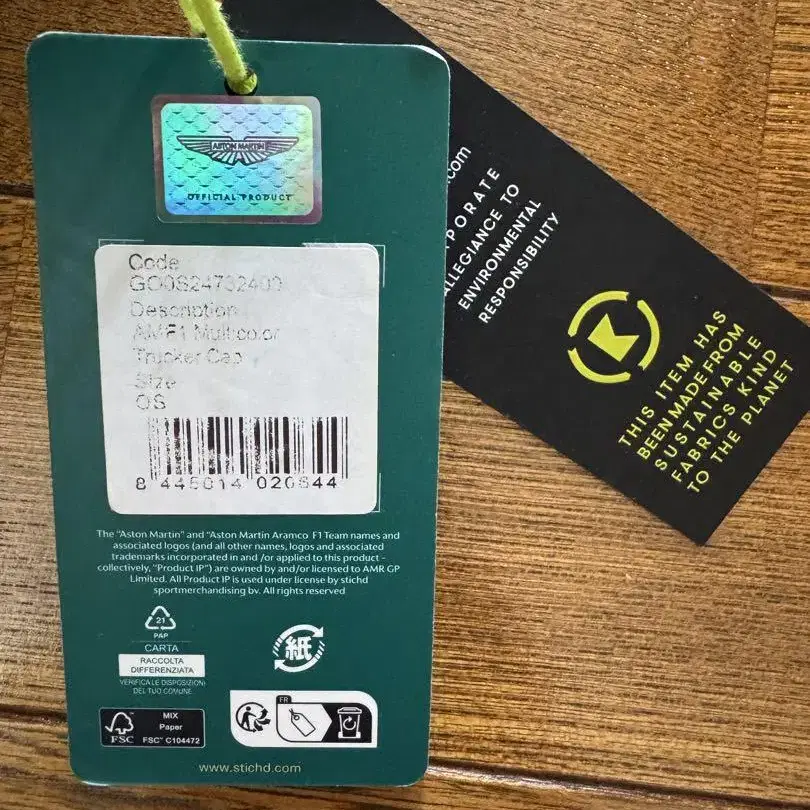 ASTON MARTIN
OFFICIAL PRODUCT
Code
Description
AMF1 Multicolor
Trucker Cap
Size
OS
8 445014 020844
The "Aston Martin" and "Aston Martin Aramco F1 Team names and
associated logos (and all other names, logos and associated
trademarks incorporated in and /or applied to this product -
collectively, "Product IP") are owned by and/or licensed to AMR GP
Limited. All Product IP is used under license by stichd
sportmerchandising bv. All rights reserved
21
PAP
CARTA
RACCOLTA
DIFFERENZIATA
VERIFICA LE DISPOSIZIONI
DEL TUO COMUNE
紙
FR
FSC
MIX
Paper
FSC™ C104472
www.stichd.com
.com
ALLEGIANCE TO
ENVIRONMENTAL
RESPONSIBILITY
THIS ITEM HAS
BEEN MADE FROM
SUSTAINABLE
FABRICS KIND
TO THE PLANET